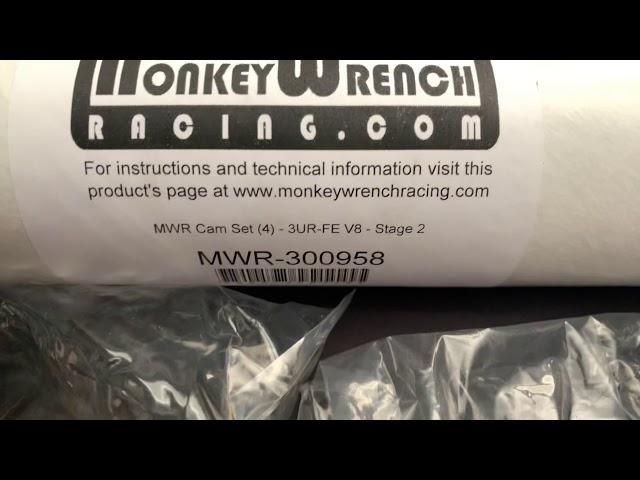 MONKEYWRENCH
RACING.COM
For instructions and technical information visit this
product's page at www.monkeywrenchracing.com
MWR Cam Set (4) - 3UR-FE V8 - Stage 2
MWR-300958